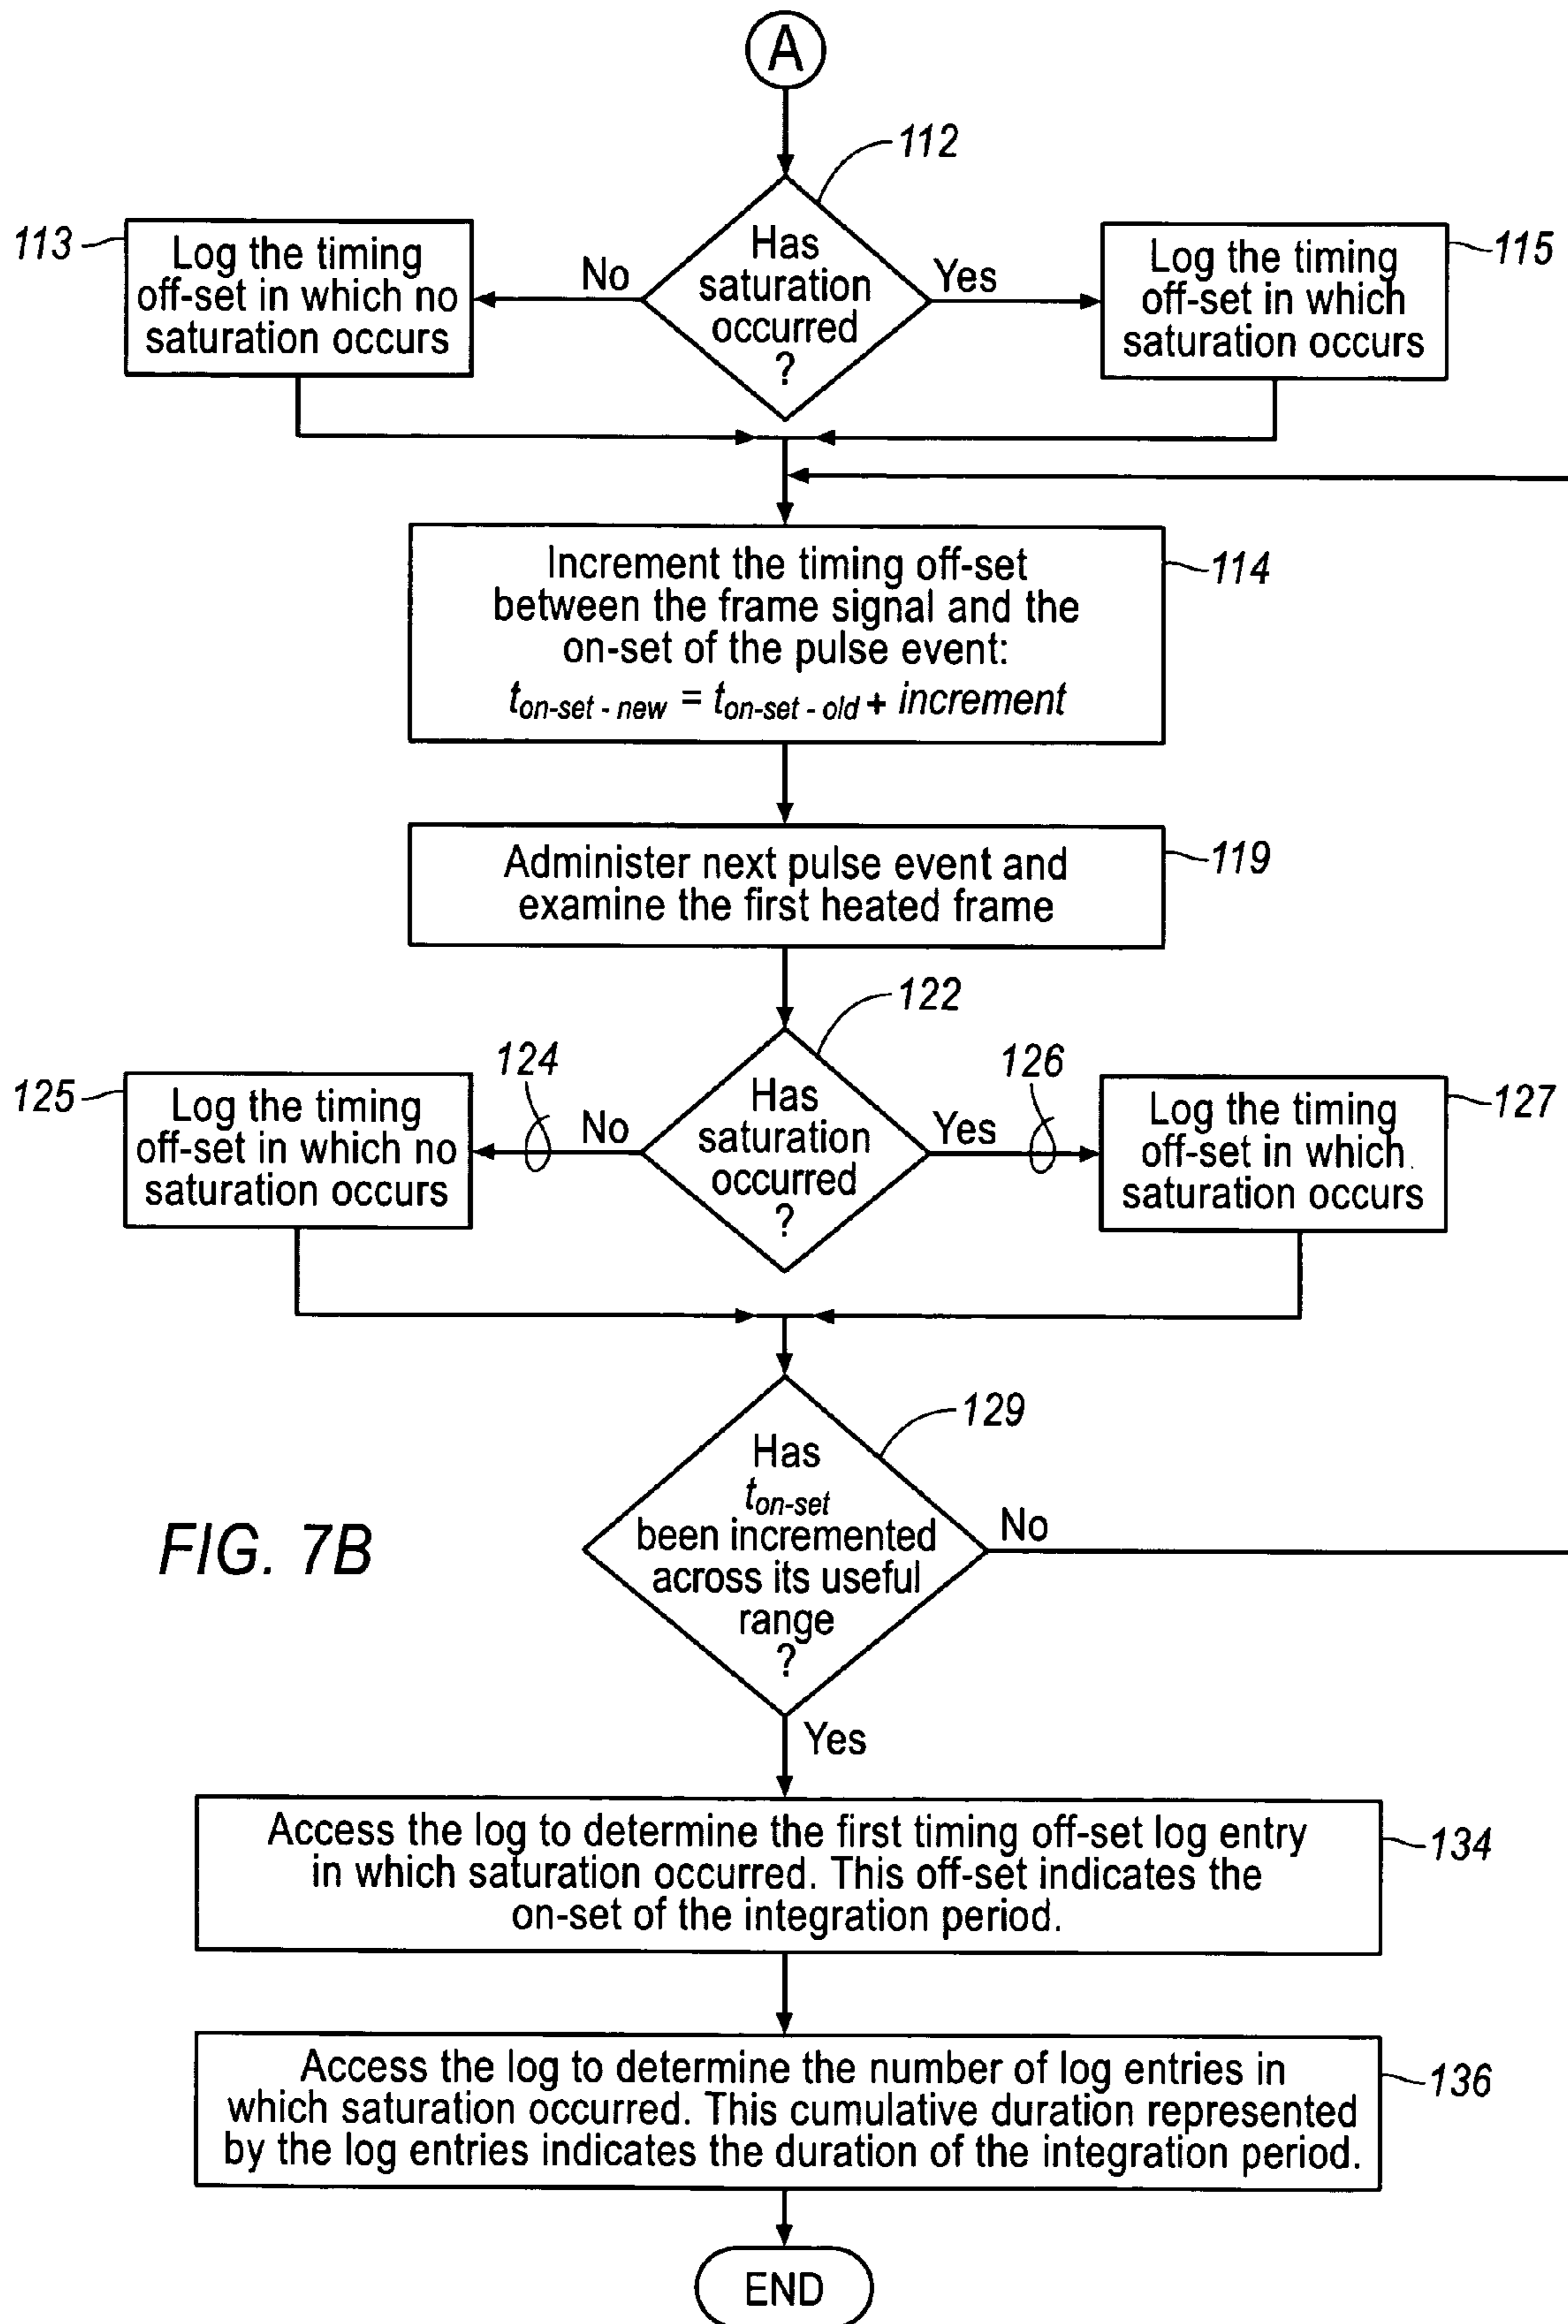 A
112
113
Log the timing
off-set in which no
saturation occurs
No
Has
saturation
occurred
?
Yes
Log the timing
off-set in which
saturation occurs
115
Increment the timing off-set
between the frame signal and the
on-set of the pulse event:
t on-set - new = t on-set - old + increment
114
Administer next pulse event and
examine the first heated frame
119
122
125
Log the timing
off-set in which no
saturation occurs
124
No
Has
saturation
occurred
?
Yes
126
Log the timing
off-set in which
saturation occurs
127
129
Has
t on-set
been incremented
across its useful
range
?
No
FIG. 7B
Yes
Access the log to determine the first timing off-set log entry
in which saturation occurred. This off-set indicates the
on-set of the integration period.
134
Access the log to determine the number of log entries in
which saturation occurred. This cumulative duration represented
by the log entries indicates the duration of the integration period.
136
END